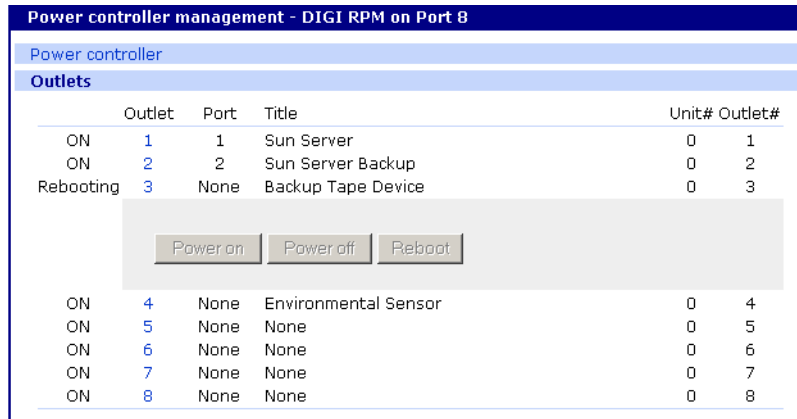 Power controller management - DIGI RPM on Port 8
Power controller
Outlets
Outlet Port Title Unit# Outlet#
ON 1 1 Sun Server 0 1
ON 2 2 Sun Server Backup 0 2
Rebooting 3 None Backup Tape Device 0 3
Power on Power off Reboot
ON 4 None Environmental Sensor 0 4
ON 5 None None 0 5
ON 6 None None 0 6
ON 7 None None 0 7
ON 8 None None 0 8